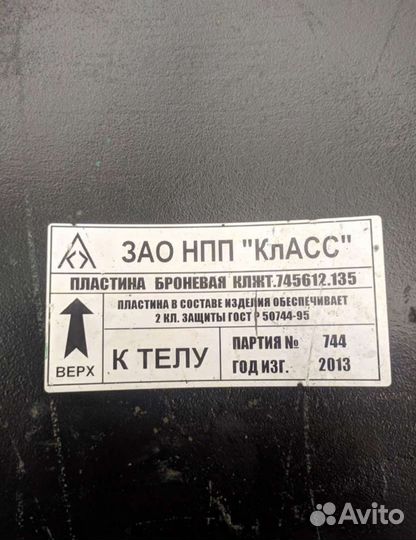 КК
ЗАО НПП "КлАСС"
ПЛАСТИНА БРОНЕВАЯ КЛЖТ.745612.135
ПЛАСТИНА В СОСТАВЕ ИЗДЕЛИЯ ОБЕСПЕЧИВАЕТ
2 КЛ. ЗАЩИТЫ ГОСТ Р 50744-95
ВЕРХ
К ТЕЛУ
ПАРТИЯ № 744
ГОД ИЗГ. 2013
Avito